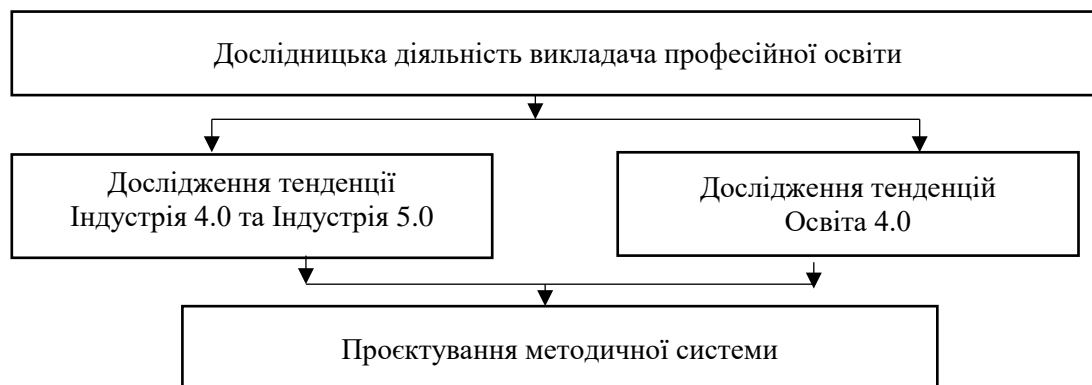 Дослідницька діяльність викладача професійної освіти
Дослідження тенденції
Індустрія 4.0 та Індустрія 5.0
Дослідження тенденцій
Освіта 4.0
Проєктування методичної системи